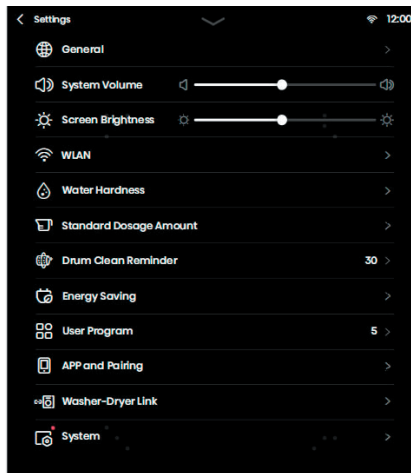 Settings 12:00
General
System Volume
Screen Brightness
WLAN
Water Hardness
Standard Dosage Amount
Drum Clean Reminder 30
Energy Saving
User Program 5
APP and Pairing
Washer-Dryer Link
System